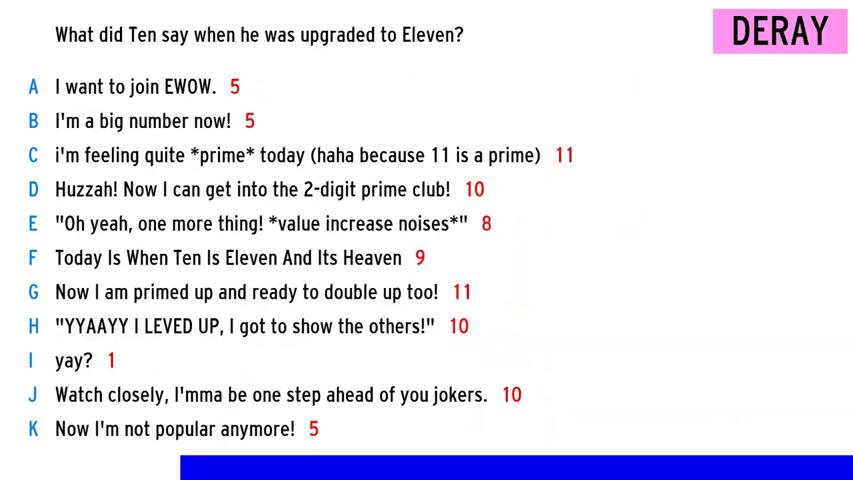 What did Ten say when he was upgraded to Eleven?
DERAY
A I want to join EWOW. 5
B I'm a big number now! 5
C i'm feeling quite *prime* today (haha because 11 is a prime) 11
D Huzzah! Now I can get into the 2-digit prime club! 10
E "Oh yeah, one more thing! *value increase noises*" 8
F Today Is When Ten Is Eleven And Its Heaven 9
G Now I am primed up and ready to double up too! 11
H "YYAAYY I LEVED UP, I got to show the others!" 10
I yay? 1
J Watch closely, I'mma be one step ahead of you jokers. 10
K Now I'm not popular anymore! 5